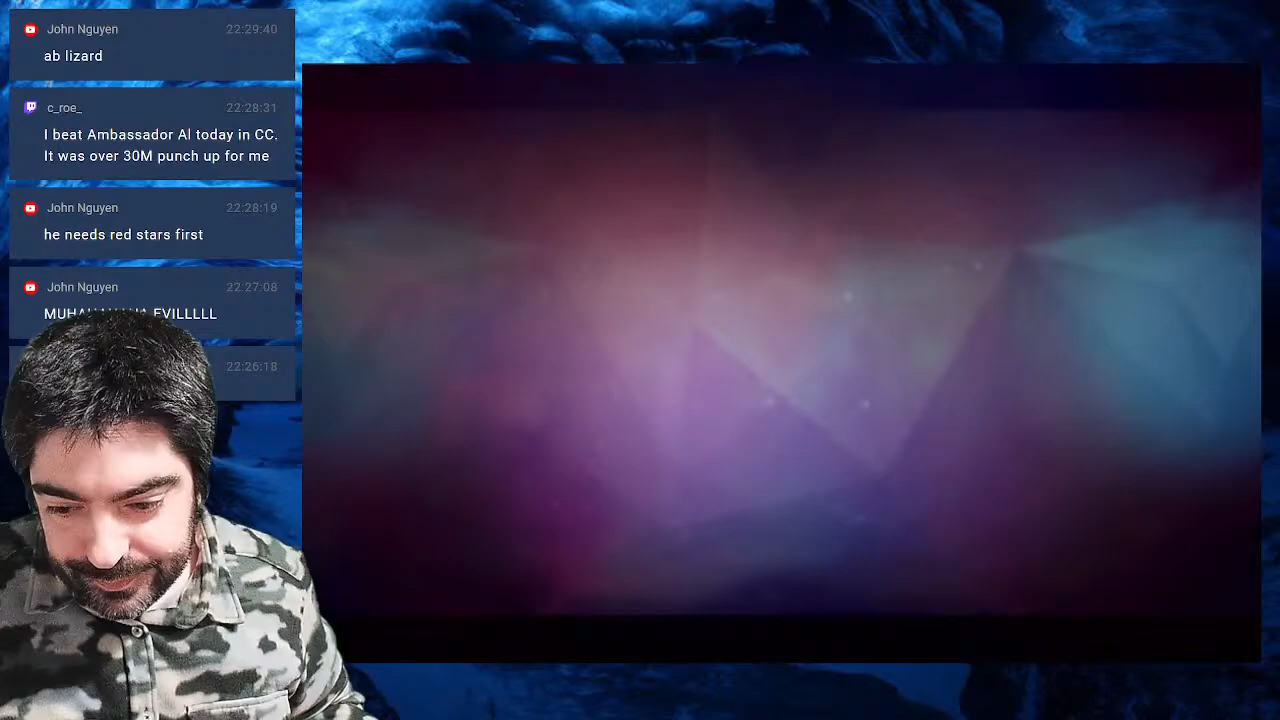 John Nguyen 22:29:40
ab lizard
c_roe_ 22:28:31
I beat Ambassador Al today in CC.
It was over 30M punch up for me
John Nguyen 22:28:19
he needs red stars first
John Nguyen 22:27:08
EVILLLLL
22:26:18